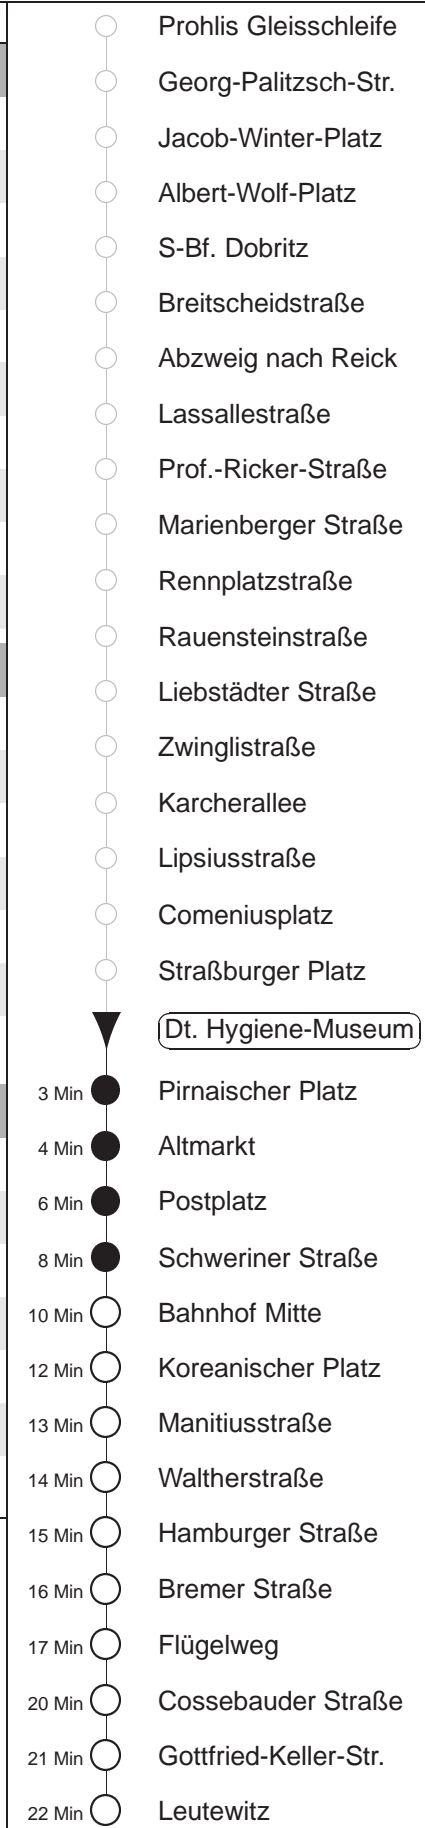 Prohlis Gleisschleife
Georg-Palitzsch-Str.
Jacob-Winter-Platz
Albert-Wolf-Platz
S-Bf. Dobritz
Breitscheidstraße
Abzweig nach Reick
Lassallestraße
Prof.-Ricker-Straße
Marienberger Straße
Rennplatzstraße
Rauensteinstraße
Liebstädter Straße
Zwinglistraße
Karcherallee
Lipsiusstraße
Comeniusplatz
Straßburger Platz
Dt. Hygiene-Museum
3 Min Pirnaischer Platz
4 Min Altmarkt
6 Min Postplatz
8 Min Schweriner Straße
10 Min Bahnhof Mitte
12 Min Koreanischer Platz
13 Min Manitiusstraße
14 Min Waltherstraße
15 Min Hamburger Straße
16 Min Bremer Straße
17 Min Flügelweg
20 Min Cossebauder Straße
21 Min Gottfried-Keller-Str.
22 Min Leutewitz